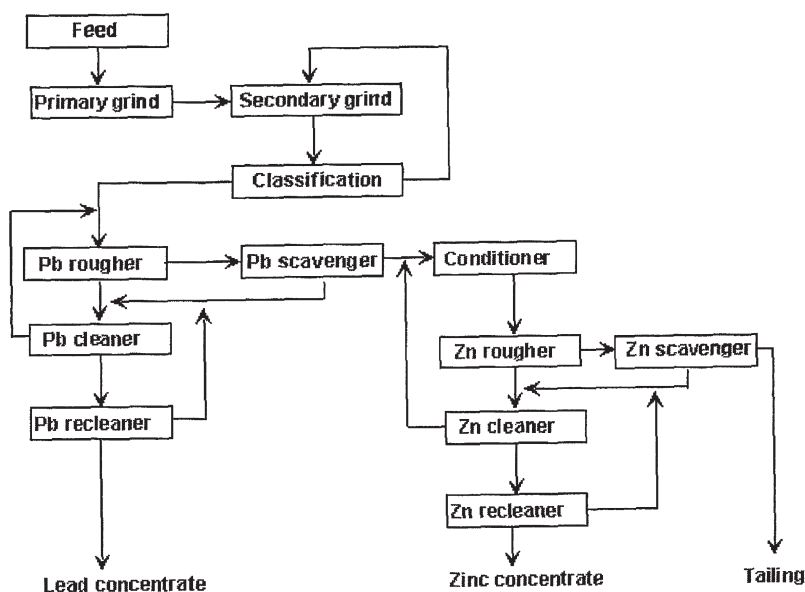 Feed
Primary grind
Secondary grind
Classification
Pb rougher
Pb scavenger
Conditioner
Pb cleaner
Zn rougher
Zn scavenger
Pb recleaner
Zn cleaner
Zn recleaner
Lead concentrate
Zinc concentrate
Tailing